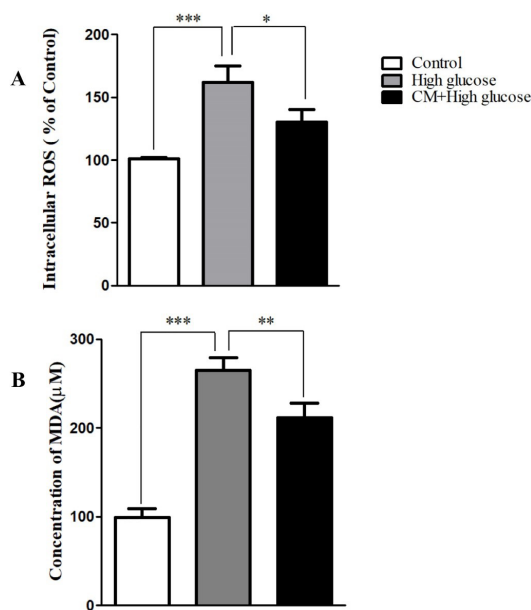 A
Intracellular ROS ( % of Control)
200
150
100
50
0
***
*
Control
High glucose
CM+High glucose
B
Concentration of MDA(μM)
300
200
100
0
***
**